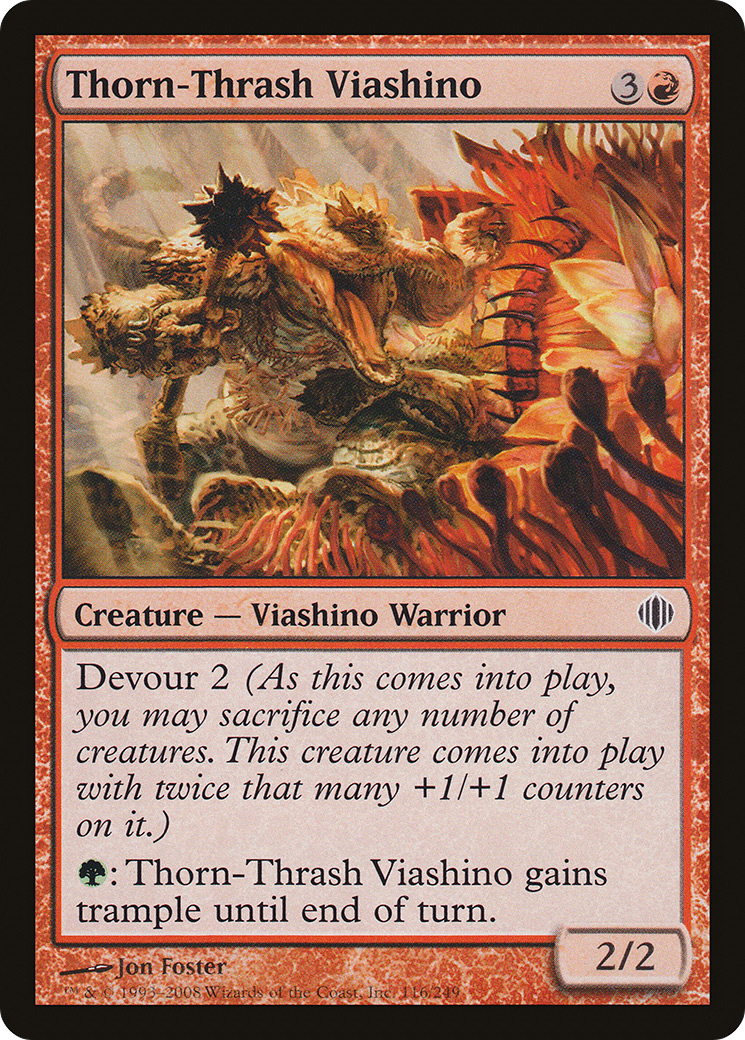 Thorn-Thrash Viashino 3
Creature — Viashino Warrior
Devour 2 (As this comes into play,
you may sacrifice any number of
creatures. This creature comes into play
with twice that many +1/+1 counters
on it.)
: Thorn-Thrash Viashino gains
trample until end of turn.
2/2
Jon Foster
™ & © 1993–2008 Wizards of the Coast, Inc. 116/249